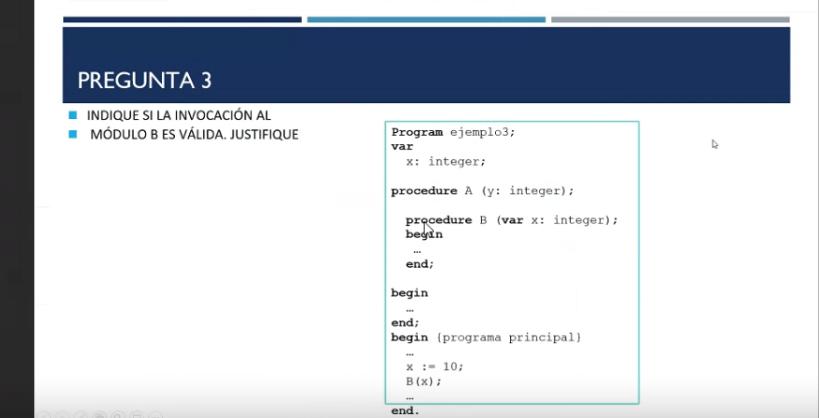 PREGUNTA 3
INDIQUE SI LA INVOCACIÓN AL
MÓDULO B ES VÁLIDA. JUSTIFIQUE
Program ejemplo3;
var
x: integer;
procedure A (y: integer);
procedure B (var x: integer);
begin
…
end;
begin
…
end;
begin {programa principal}
…
x := 10;
B(x);
…
end.